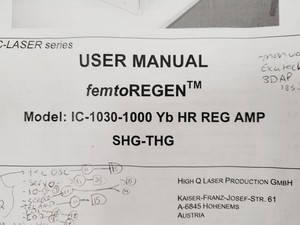 C-LASER series
USER MANUAL
femtoREGEN™
Model: IC-1030-1000 Yb HR REG AMP
SHG-THG
HIGH Q LASER PRODUCTION GMBH
KAISER-FRANZ-JOSEF-STR. 61
A-6845 HOHENEMS
AUSTRIA
3DAP